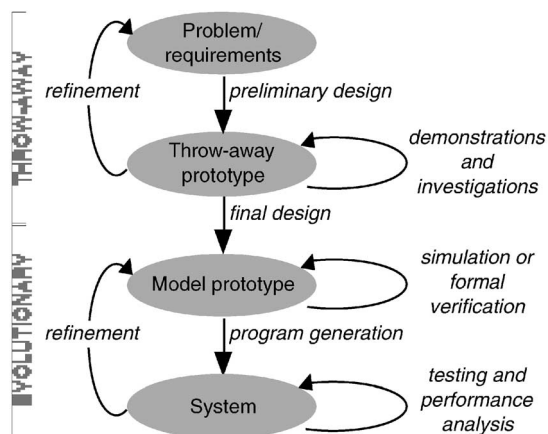 THROW-AWAY
Problem/
requirements
refinement
preliminary design
Throw-away
prototype
demonstrations
and
investigations
final design
EVOLUTIONARY
Model prototype
simulation or
formal
verification
refinement
program generation
System
testing and
performance
analysis